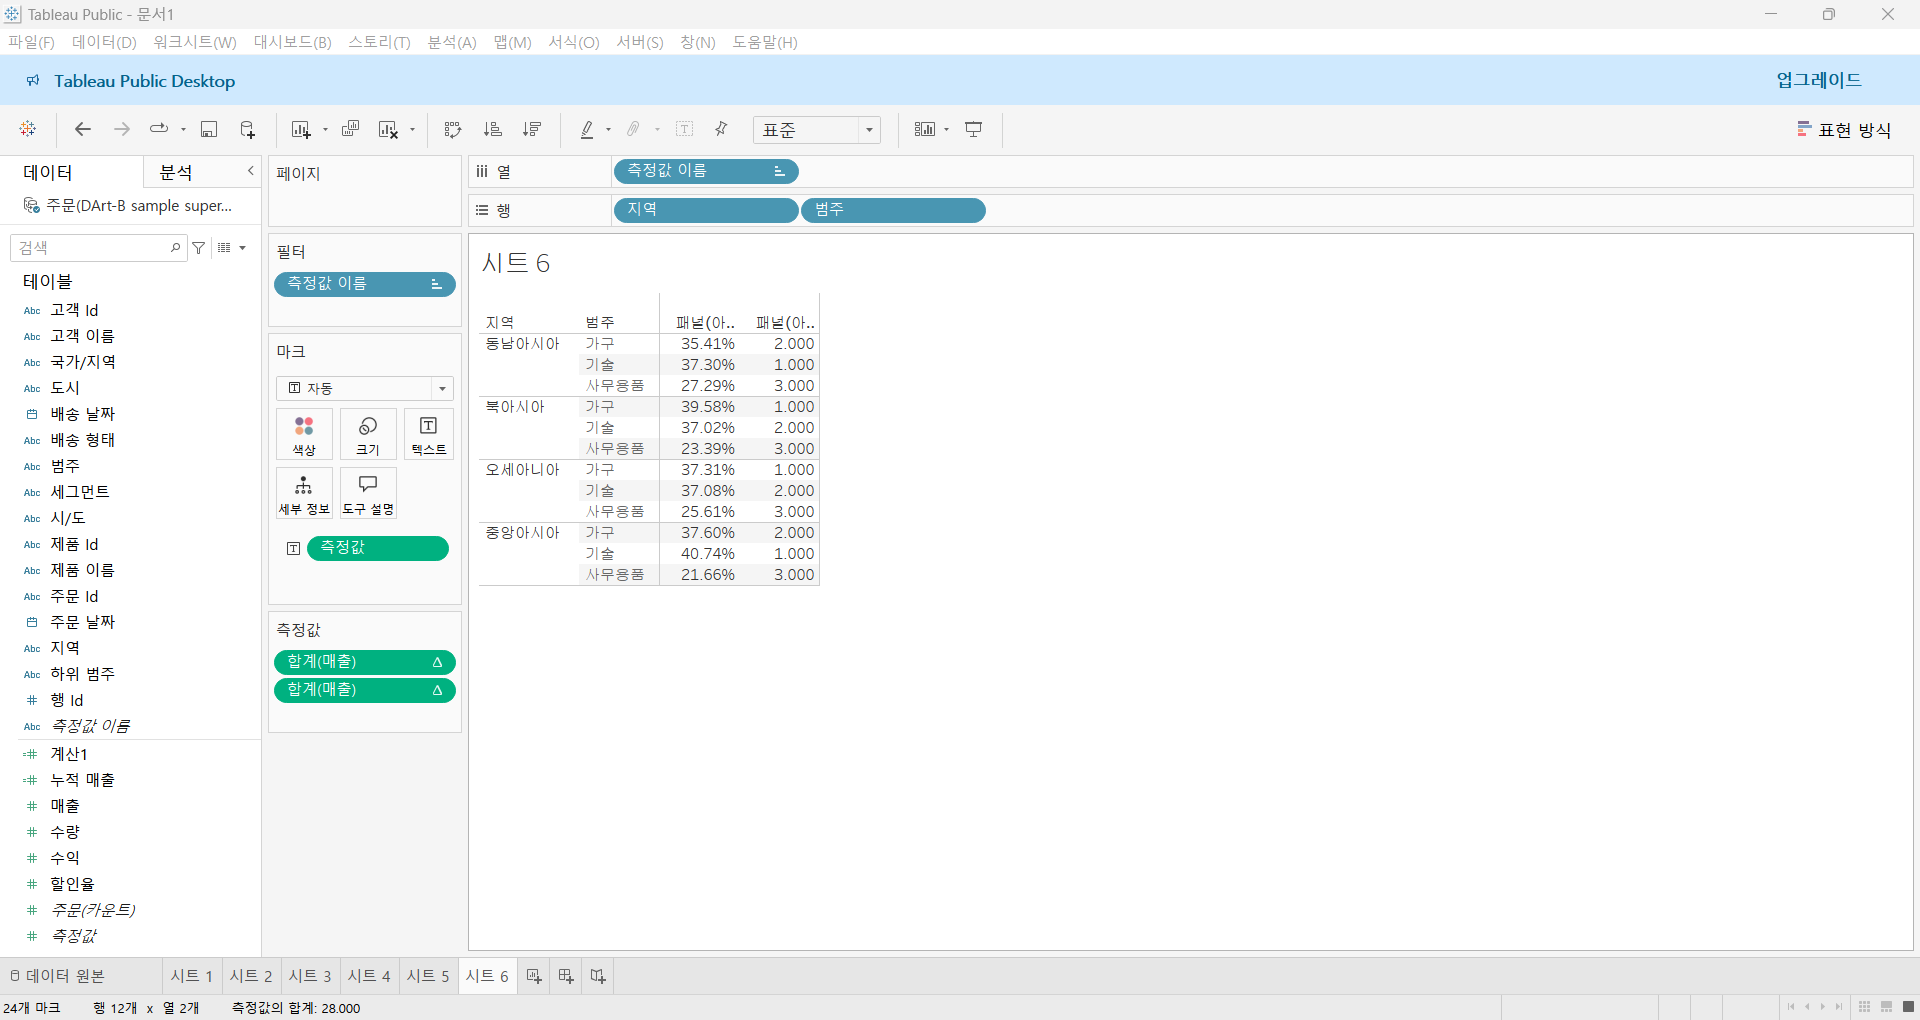 Tableau Public - 문서1
파일(F) 데이터(D) 워크시트(W) 대시보드(B) 스토리(T) 분석(A) 맵(M) 서식(O) 서버(S) 창(N) 도움말(H)
Tableau Public Desktop 업그레이드
표준 표현 방식
데이터 분석
주문(DArt-B sample super...
검색
테이블
Abc 고객 Id
Abc 고객 이름
Abc 국가/지역
Abc 도시
배송 날짜
Abc 배송 형태
Abc 범주
Abc 세그먼트
Abc 시/도
Abc 제품 Id
Abc 제품 이름
Abc 주문 Id
주문 날짜
Abc 지역
Abc 하위 범주
# 행 Id
Abc 측정값 이름
=# 계산1
=# 누적 매출
# 매출
# 수량
# 수익
# 할인율
# 주문(카운트)
# 측정값
페이지
필터
측정값 이름
마크
자동
색상 크기 텍스트
세부 정보 도구 설명
측정값
측정값
합계(매출) Δ
합계(매출) Δ
열 측정값 이름
행 지역 범주
시트 6
지역 범주 패널(아.. 패널(아..
동남아시아 가구 35.41% 2.000
기술 37.30% 1.000
사무용품 27.29% 3.000
북아시아 가구 39.58% 1.000
기술 37.02% 2.000
사무용품 23.39% 3.000
오세아니아 가구 37.31% 1.000
기술 37.08% 2.000
사무용품 25.61% 3.000
중앙아시아 가구 37.60% 2.000
기술 40.74% 1.000
사무용품 21.66% 3.000
데이터 원본 시트 1 시트 2 시트 3 시트 4 시트 5 시트 6
24개 마크 행 12개 x 열 2개 측정값의 합계: 28.000